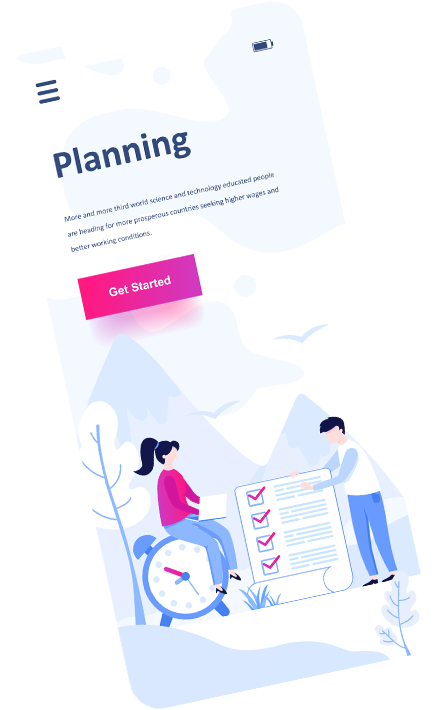 Planning
More and more third world science and technology educated people
are heading for more prosperous countries seeking higher wages and
better working conditions.
Get Started